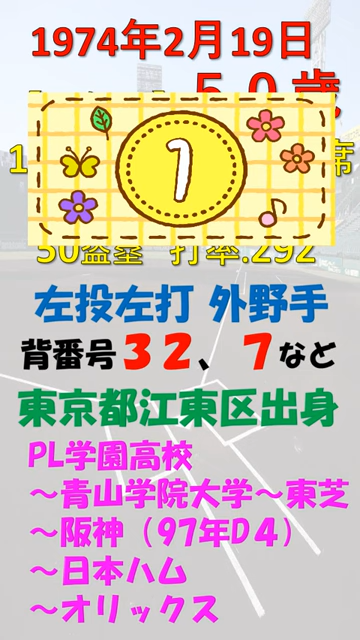 1974年2月19日
５０歳
1
1 席
50盗塁 打率.292
左投左打 外野手
背番号３２、７など
東京都江東区出身
PL学園高校
～青山学院大学～東芝
～阪神（97年D4）
～日本ハム
～オリックス